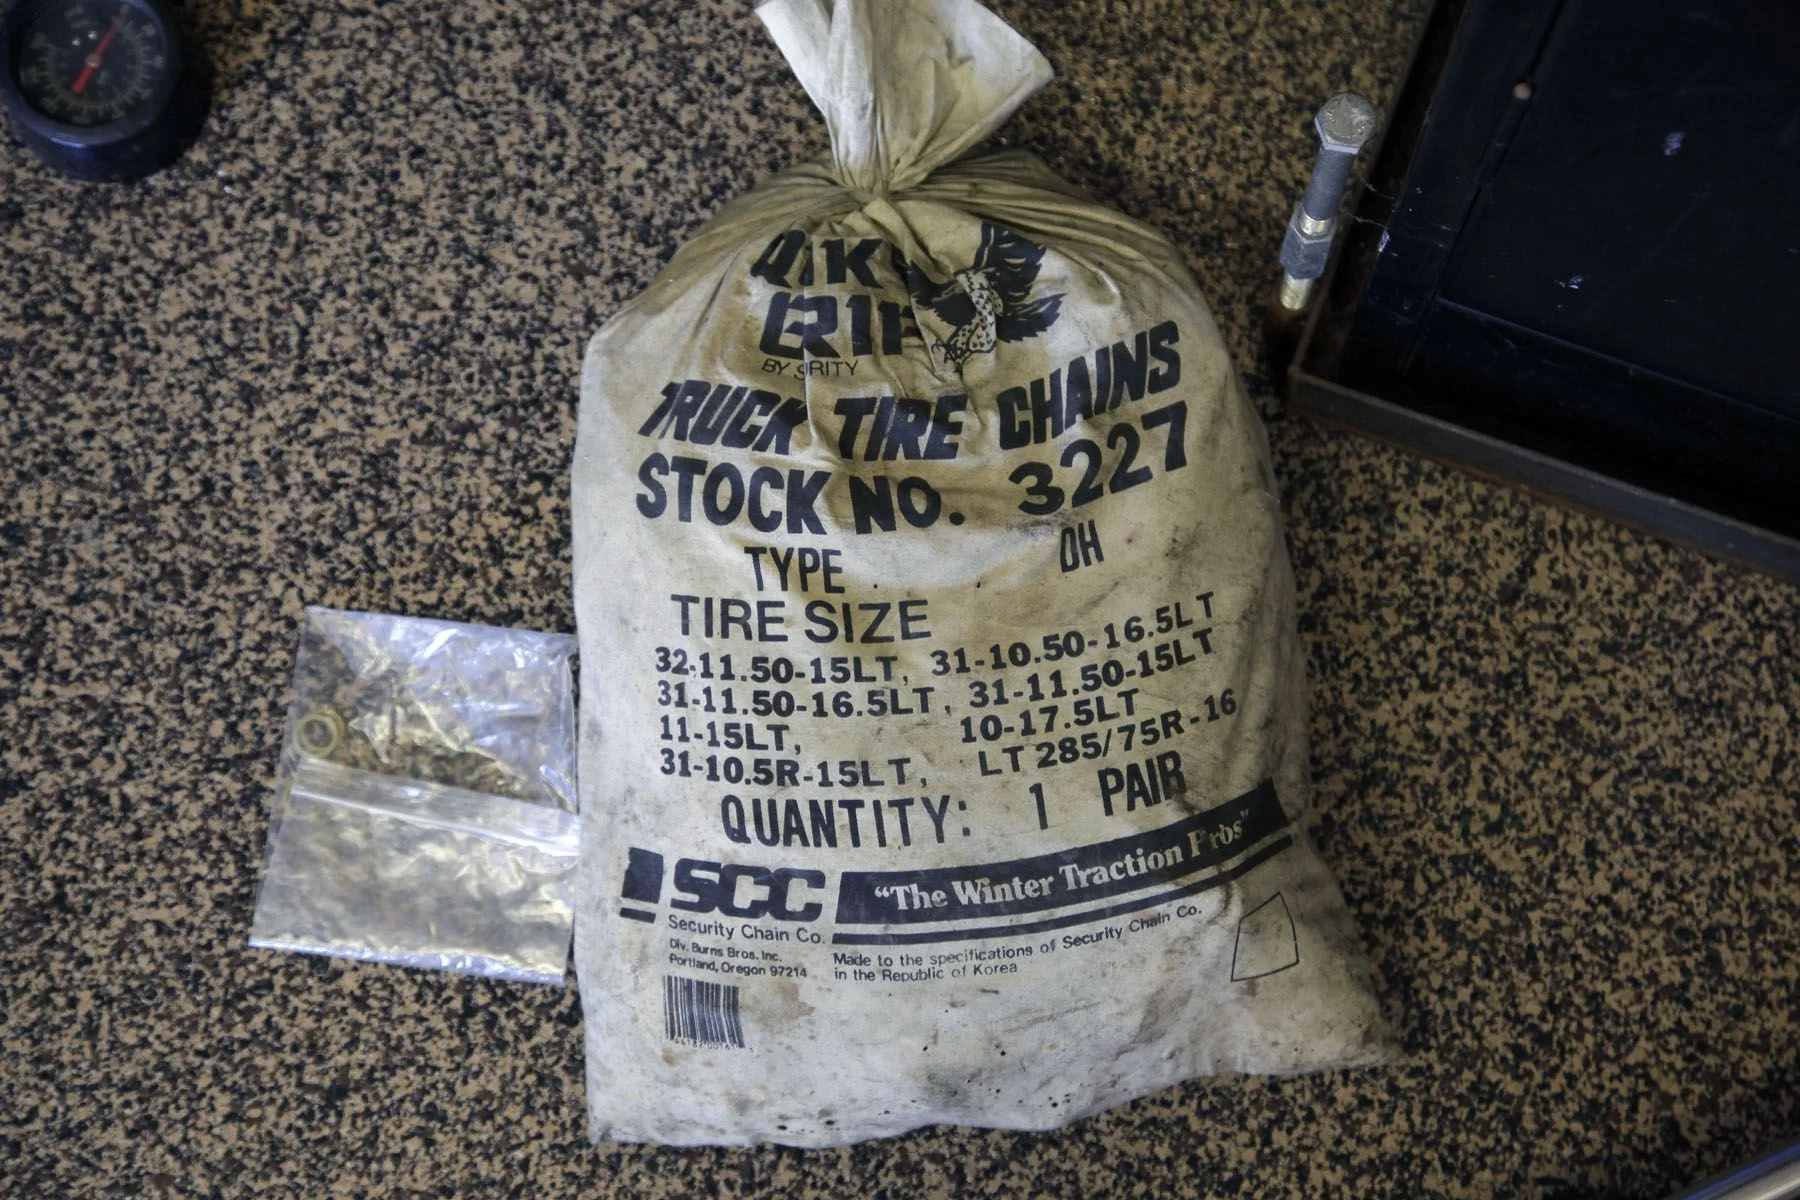 TRUCK TIRE CHAINS
STOCK NO. 3227
TYPE DH
TIRE SIZE
32-11.50-15LT, 31-10.50-16.5LT
31-11.50-16.5LT, 31-11.50-15LT
11-15LT, 10-17.5LT
31-10.5R-15LT, LT 285/75R-16
QUANTITY: 1 PAIR
SCC "The Winter Traction Pros"
Security Chain Co.
Div. Burns Bros. Inc.
Portland, Oregon 97214
Made to the specifications of Security Chain Co.
in the Republic of Korea